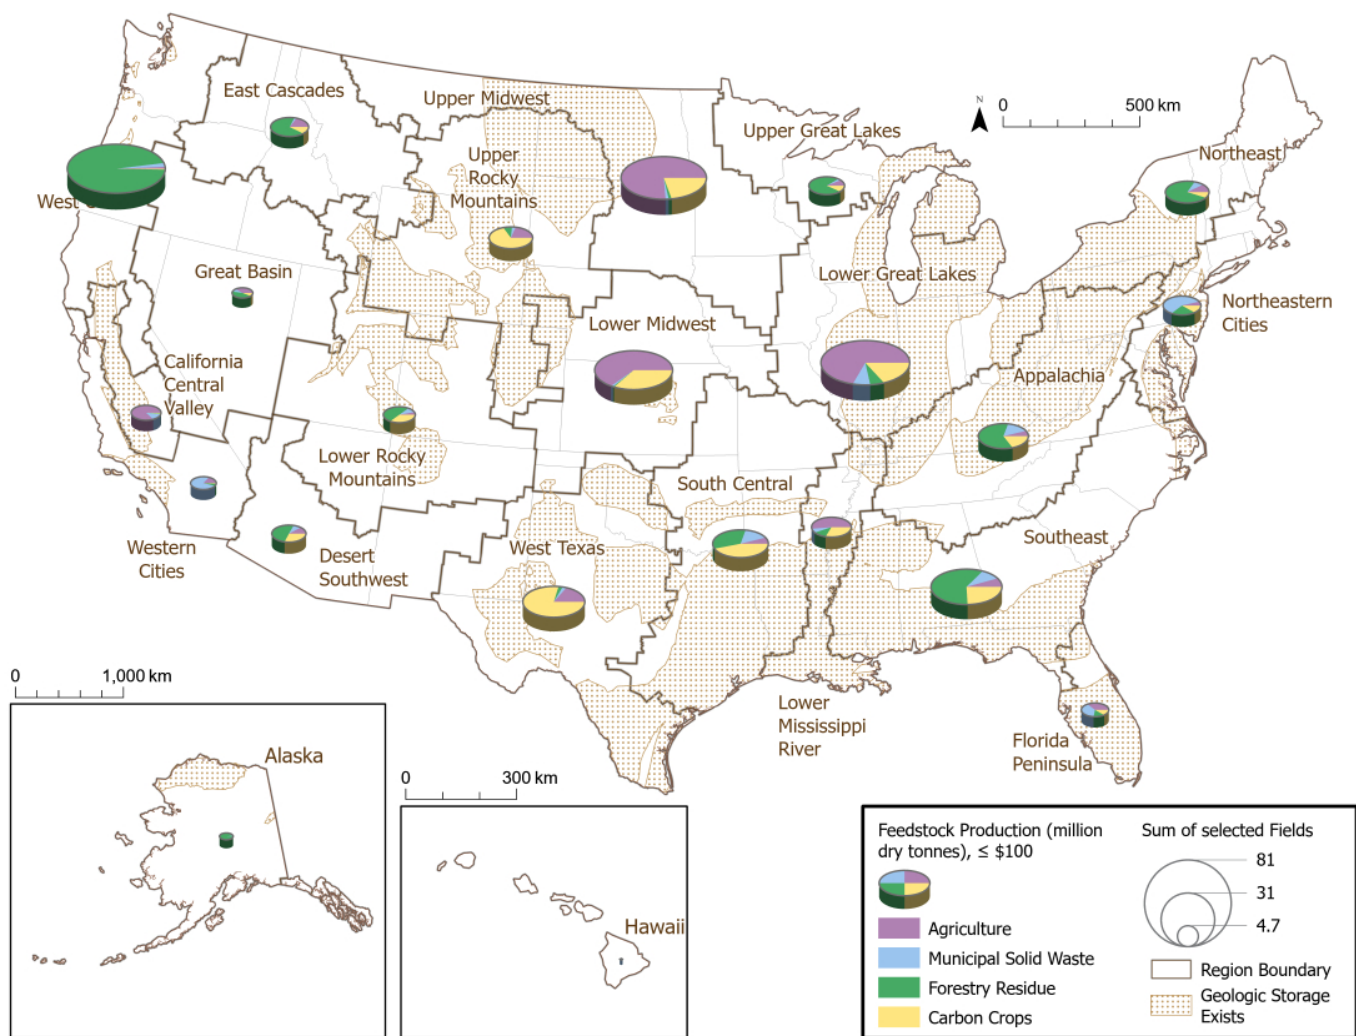 East Cascades
Upper Midwest
N
0
500 km
Upper Great Lakes
Northeast
Upper
Rocky
Mountains
West
Great Basin
Lower Great Lakes
Northeastern
Cities
Lower Midwest
California
Central
Valley
Appalachia
Lower Rocky
Mountains
South Central
Western
Cities
Desert
Southwest
West Texas
Southeast
Lower
Mississippi
River
Florida
Peninsula
0
1,000 km
Alaska
0
300 km
Hawaii
Feedstock Production (million
dry tonnes), ≤ $100
Agriculture
Municipal Solid Waste
Forestry Residue
Carbon Crops
Sum of selected Fields
81
31
4.7
Region Boundary
Geologic Storage
Exists